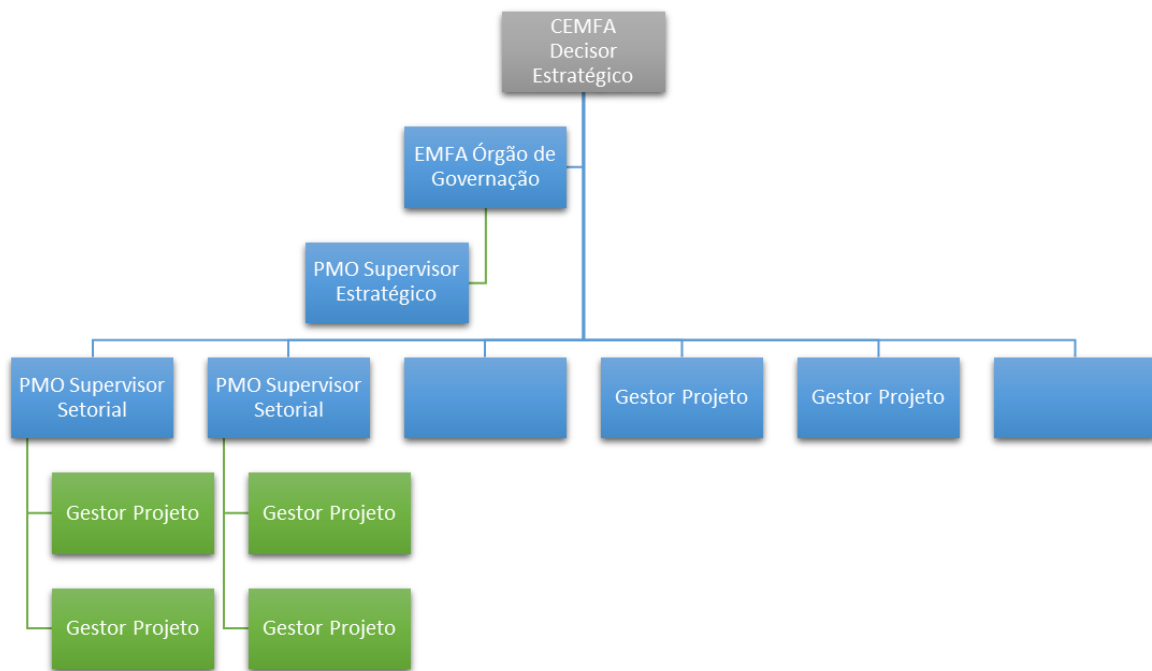 CEMFA
Decisor
Estratégico
EMFA Órgão de
Governação
PMO Supervisor
Estratégico
PMO Supervisor
Setorial
PMO Supervisor
Setorial
Gestor Projeto
Gestor Projeto
Gestor Projeto
Gestor Projeto
Gestor Projeto
Gestor Projeto